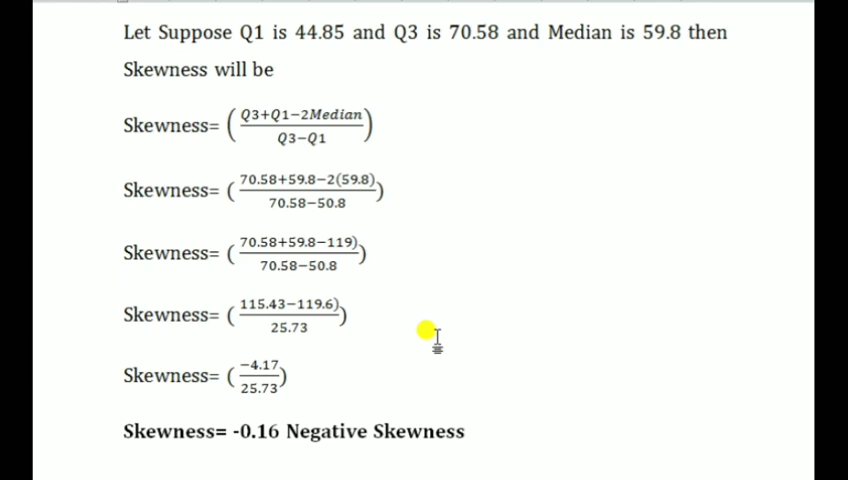 Let Suppose Q1 is 44.85 and Q3 is 70.58 and Median is 59.8 then
Skewness will be
Skewness= (Q3+Q1−2Median / Q3−Q1)
Skewness= (70.58+59.8−2(59.8) / 70.58−50.8)
Skewness= (70.58+59.8−119) / 70.58−50.8)
Skewness= (115.43−119.6) / 25.73)
Skewness= (−4.17 / 25.73)
Skewness= -0.16 Negative Skewness